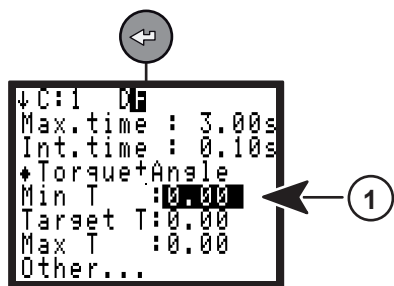 ↓C:1 DF
Max.time : 3.00s
Int.time : 0.10s
♦Torque+Angle
Min T :0.00
Target T:0.00
Max T :0.00
Other...
1